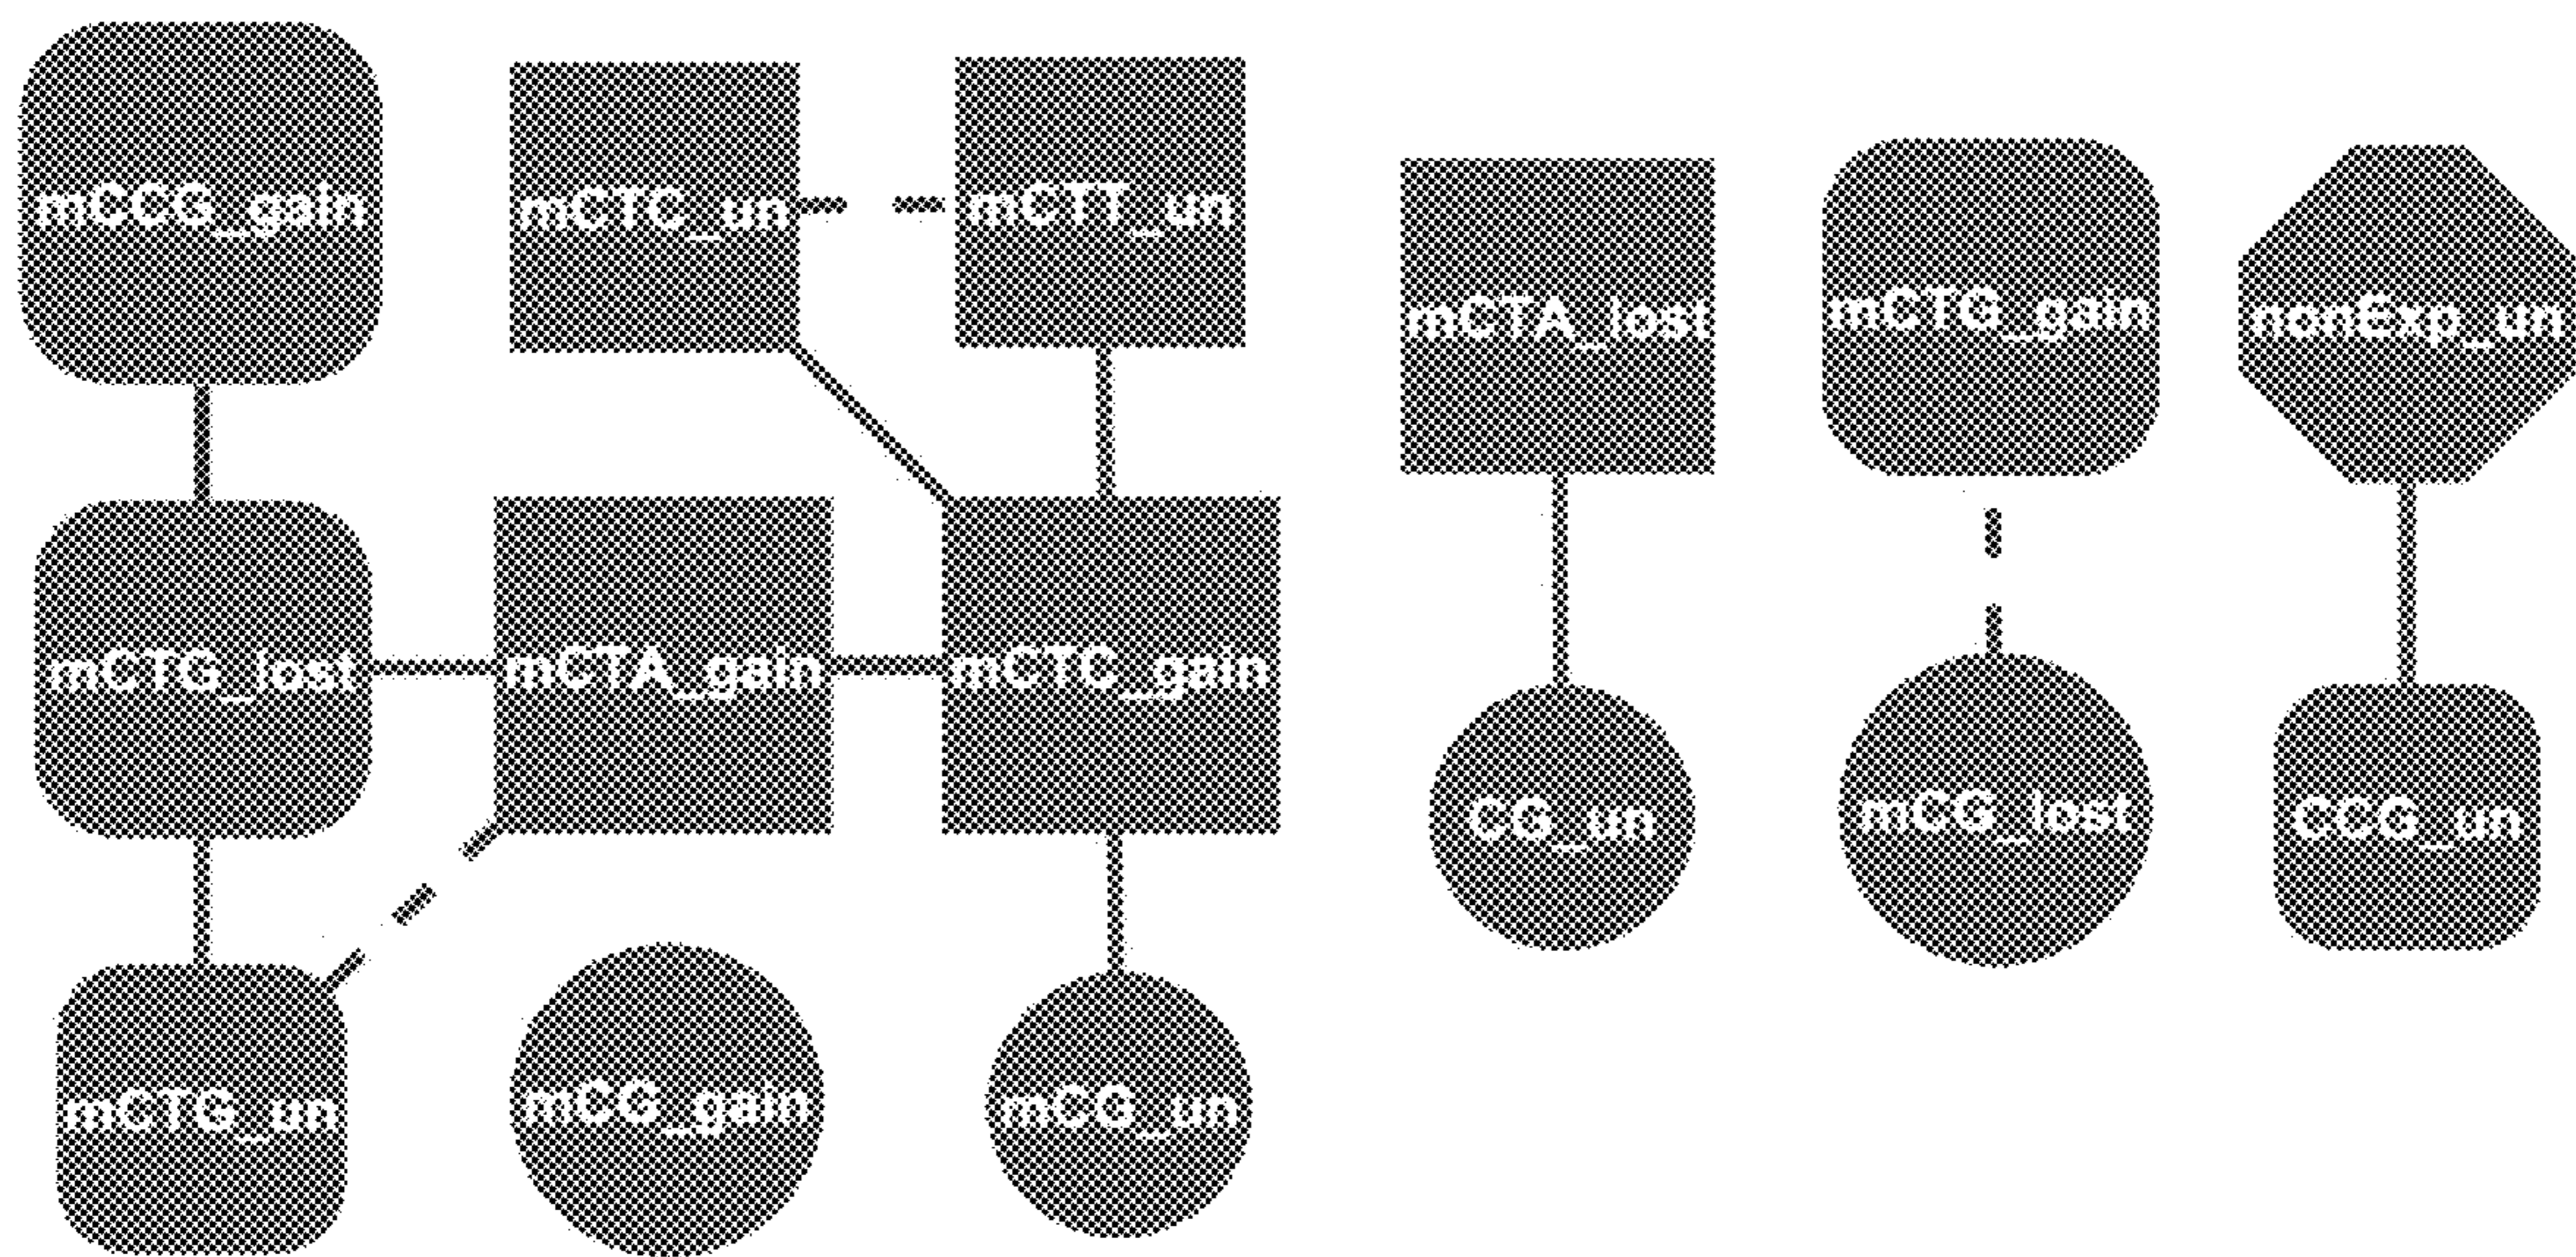 mCCG_gain
mCTC_un
mCTT_un
mCTA_lost
mCTG_gain
nonExp_un
mCTG_lost
mCTA_gain
mCTC_gain
CG_un
mCG_lost
CCG_un
mCTG_un
mCG_gain
mCG_un